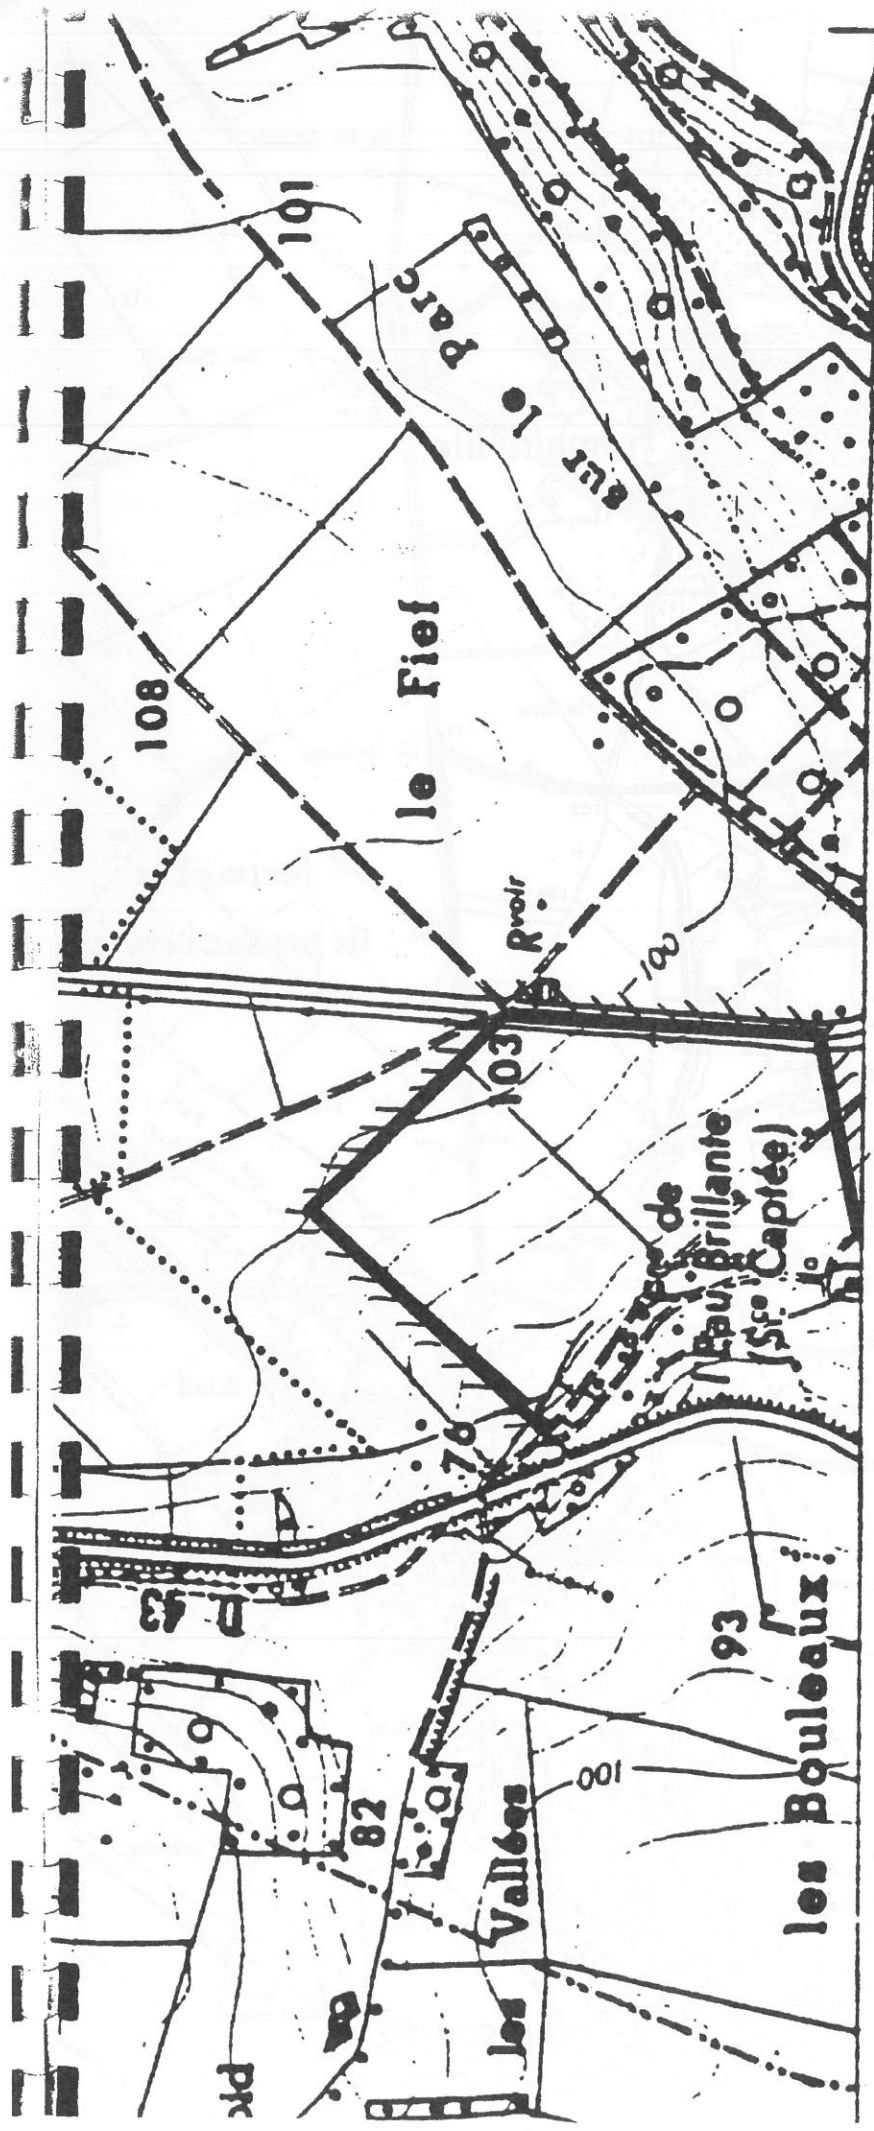 101
sur le Parc
108
le Fief
Rvoir
100
103
Fne de
l'Eau Brillante
(Sce Captée)
76
D 43
93
82
100
les Vallées
les Bouleaux